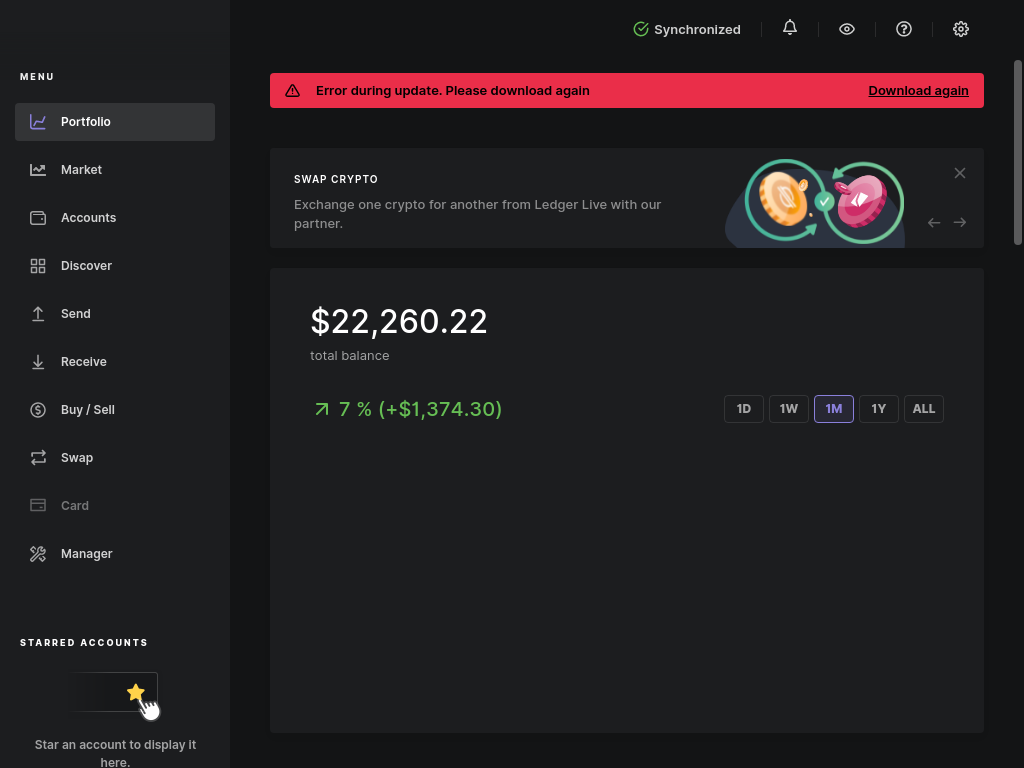 Synchronized
MENU
Portfolio
Market
Accounts
Discover
Send
Receive
Buy / Sell
Swap
Card
Manager
STARRED ACCOUNTS
Star an account to display it
here.
Error during update. Please download again
Download again
SWAP CRYPTO
Exchange one crypto for another from Ledger Live with our
partner.
$22,260.22
total balance
7 % (+$1,374.30)
1D 1W 1M 1Y ALL